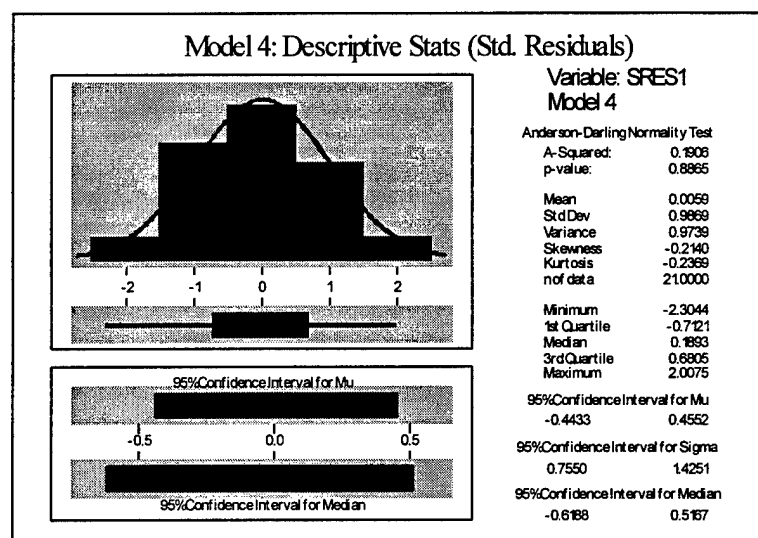 Model 4: Descriptive Stats (Std. Residuals)
Variable: SRES1
Model 4
Anderson-Darling Normality Test
A-Squared: 0.1906
p-value: 0.8865
Mean 0.0059
Std Dev 0.9869
Variance 0.9739
Skewness -0.2140
Kurtosis -0.2369
n of data 21.0000
Minimum -2.3044
1st Quartile -0.7121
Median 0.1893
3rd Quartile 0.6805
Maximum 2.0075
95% Confidence Interval for Mu
-0.4433 0.4552
95% Confidence Interval for Sigma
0.7550 1.4251
95% Confidence Interval for Median
-0.6188 0.5167
-2 -1 0 1 2
95% Confidence Interval for Mu
-0.5 0.0 0.5
95% Confidence Interval for Median